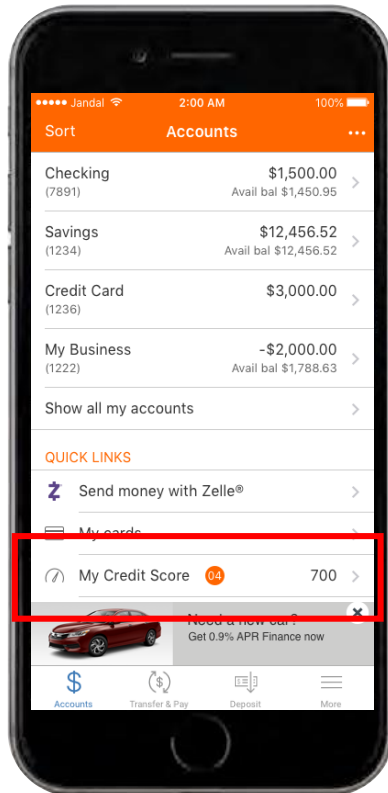 Jandal 2:00 AM 100%
Sort Accounts
Checking $1,500.00
(7891) Avail bal $1,450.95
Savings $12,456.52
(1234) Avail bal $12,456.52
Credit Card $3,000.00
(1236)
My Business -$2,000.00
(1222) Avail bal $1,788.63
Show all my accounts
QUICK LINKS
Send money with Zelle®
My cards
My Credit Score 04 700
Need a new car?
Get 0.9% APR Finance now
Accounts Transfer & Pay Deposit More